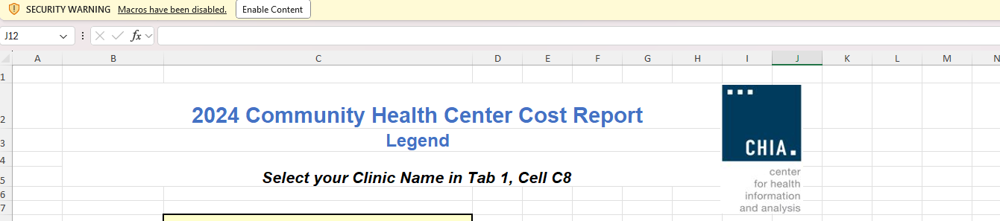 SECURITY WARNING Macros have been disabled. Enable Content
J12 fx
A B C D E F G H I J K L M N
1
2 2024 Community Health Center Cost Report
3 Legend
4
5 Select your Clinic Name in Tab 1, Cell C8
6
7
CHIA.
center
for health
information
and analysis